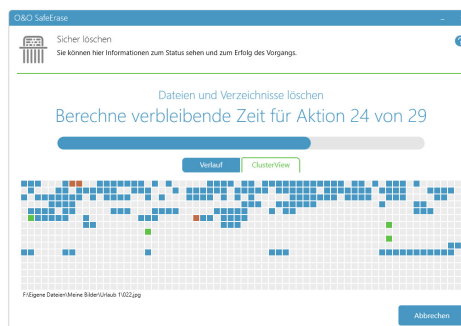 O&O SafeErase
Sicher löschen
Sie können hier Informationen zum Status sehen und zum Erfolg des Vorgangs.
Dateien und Verzeichnisse löschen
Berechne verbleibende Zeit für Aktion 24 von 29
Verlauf
ClusterView
F:\Eigene Dateien\Meine Bilder\Urlaub 1\022.jpg
Abbrechen